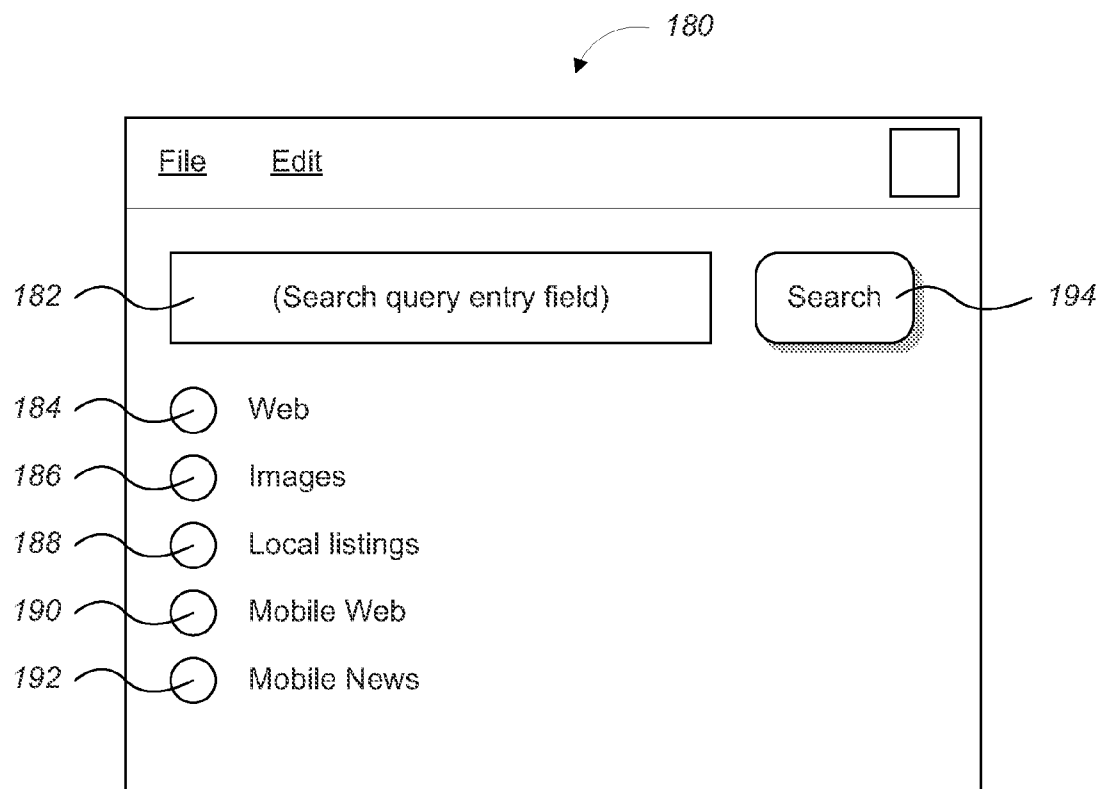 180
File Edit
182 (Search query entry field) Search 194
184 Web
186 Images
188 Local listings
190 Mobile Web
192 Mobile News